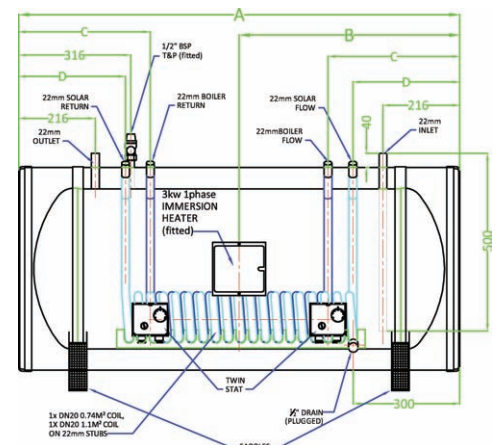 A
C
B
316
1/2" BSP
T&P (fitted)
C
D
D
22mm SOLAR
RETURN
22mm BOILER
RETURN
22mm SOLAR
FLOW
216
216
40
22mm
OUTLET
22mmBOILER
FLOW
22mm
INLET
3kw 1phase
IMMERSION
HEATER
(fitted)
500
TWIN
STAT
½" DRAIN
(PLUGGED)
300
1x DN20 0.74M² COIL,
1X DN20 1.1M² COIL
ON 22mm STUBS